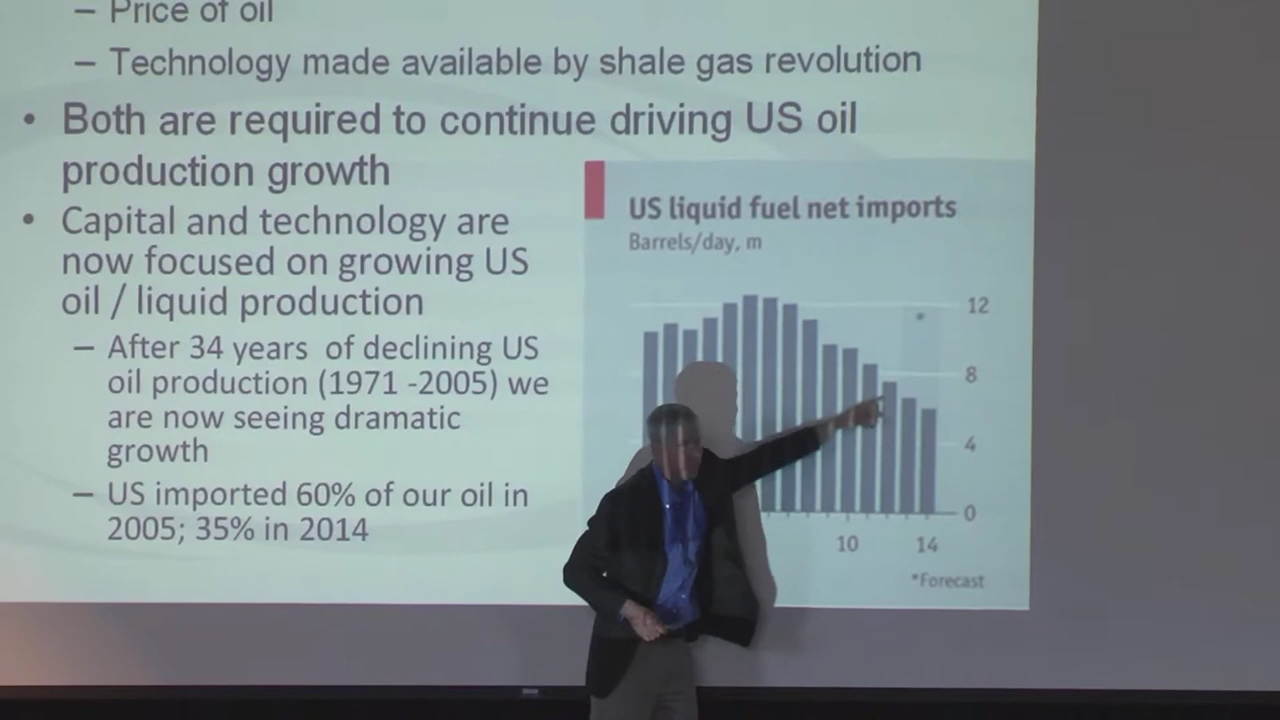 – Price of oil
– Technology made available by shale gas revolution
• Both are required to continue driving US oil
production growth
• Capital and technology are
now focused on growing US
oil / liquid production
– After 34 years of declining US
oil production (1971 -2005) we
are now seeing dramatic
growth
– US imported 60% of our oil in
2005; 35% in 2014
US liquid fuel net imports
Barrels/day, m
*
12
8
4
0
10
14
*Forecast